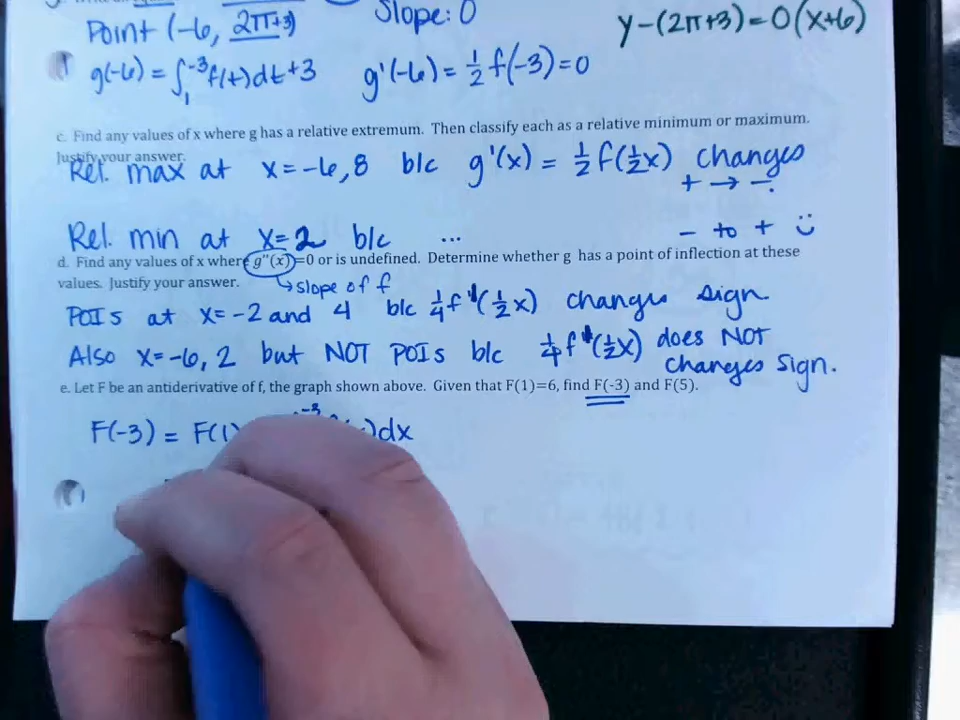 Slope: 0
Point (-6, 2π+3)
y-(2π+3)=0(x+6)
g(-6) = ∫₁⁻³ f(t)dt+3 g'(-6) = ½ f(-3) = 0
c. Find any values of x where g has a relative extremum. Then classify each as a relative minimum or maximum.
Justify your answer.
Rel. max at x=-6,8 b/c g'(x) = ½ f(½x) changes
+ → -.
Rel. min at x=2 b/c ... - to +
d. Find any values of x where g"(x)=0 or is undefined. Determine whether g has a point of inflection at these
values. Justify your answer.
↳ slope of f
POIs at x=-2 and 4 b/c ¼f'(½x) changes sign
Also x=-6, 2 but NOT POIs b/c ¼f'(½x) does NOT
changes sign.
e. Let F be an antiderivative of f, the graph shown above. Given that F(1)=6, find F(-3) and F(5).
F(-3) = F(1) -3 )dx